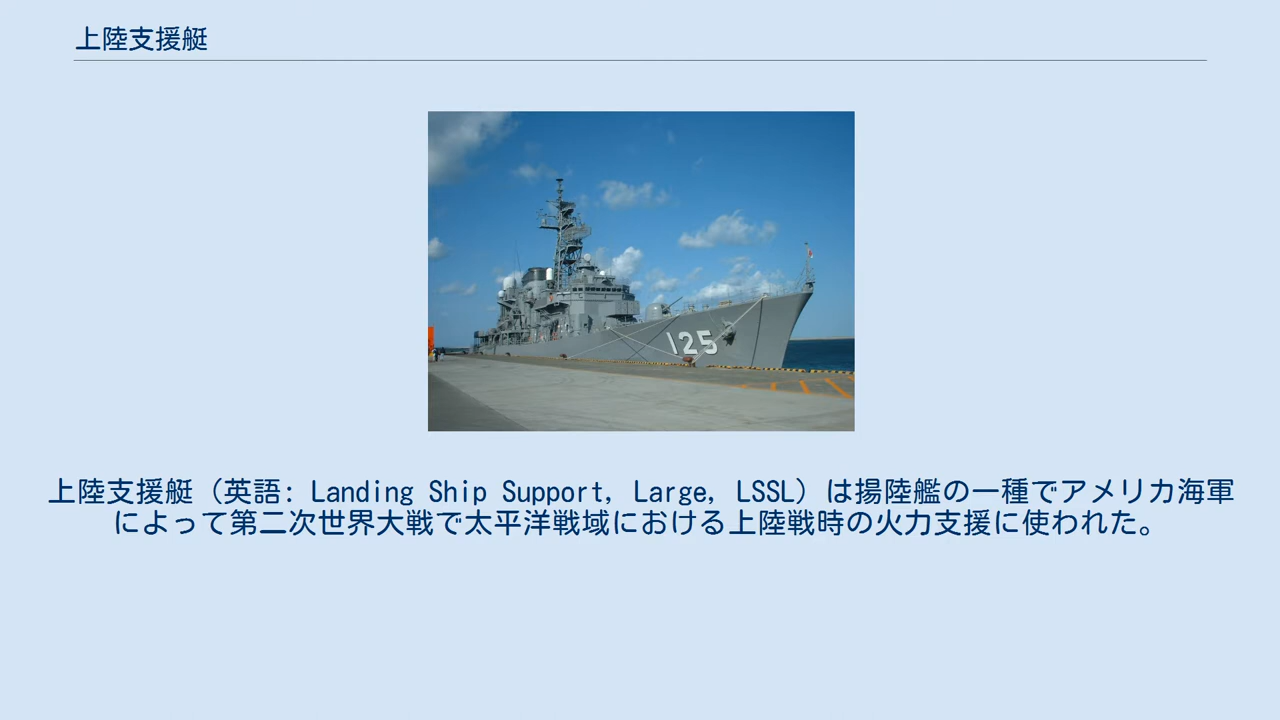 上陸支援艇
125
上陸支援艇（英語: Landing Ship Support, Large, LSSL）は揚陸艦の一種でアメリカ海軍
によって第二次世界大戦で太平洋戦域における上陸戦時の火力支援に使われた。